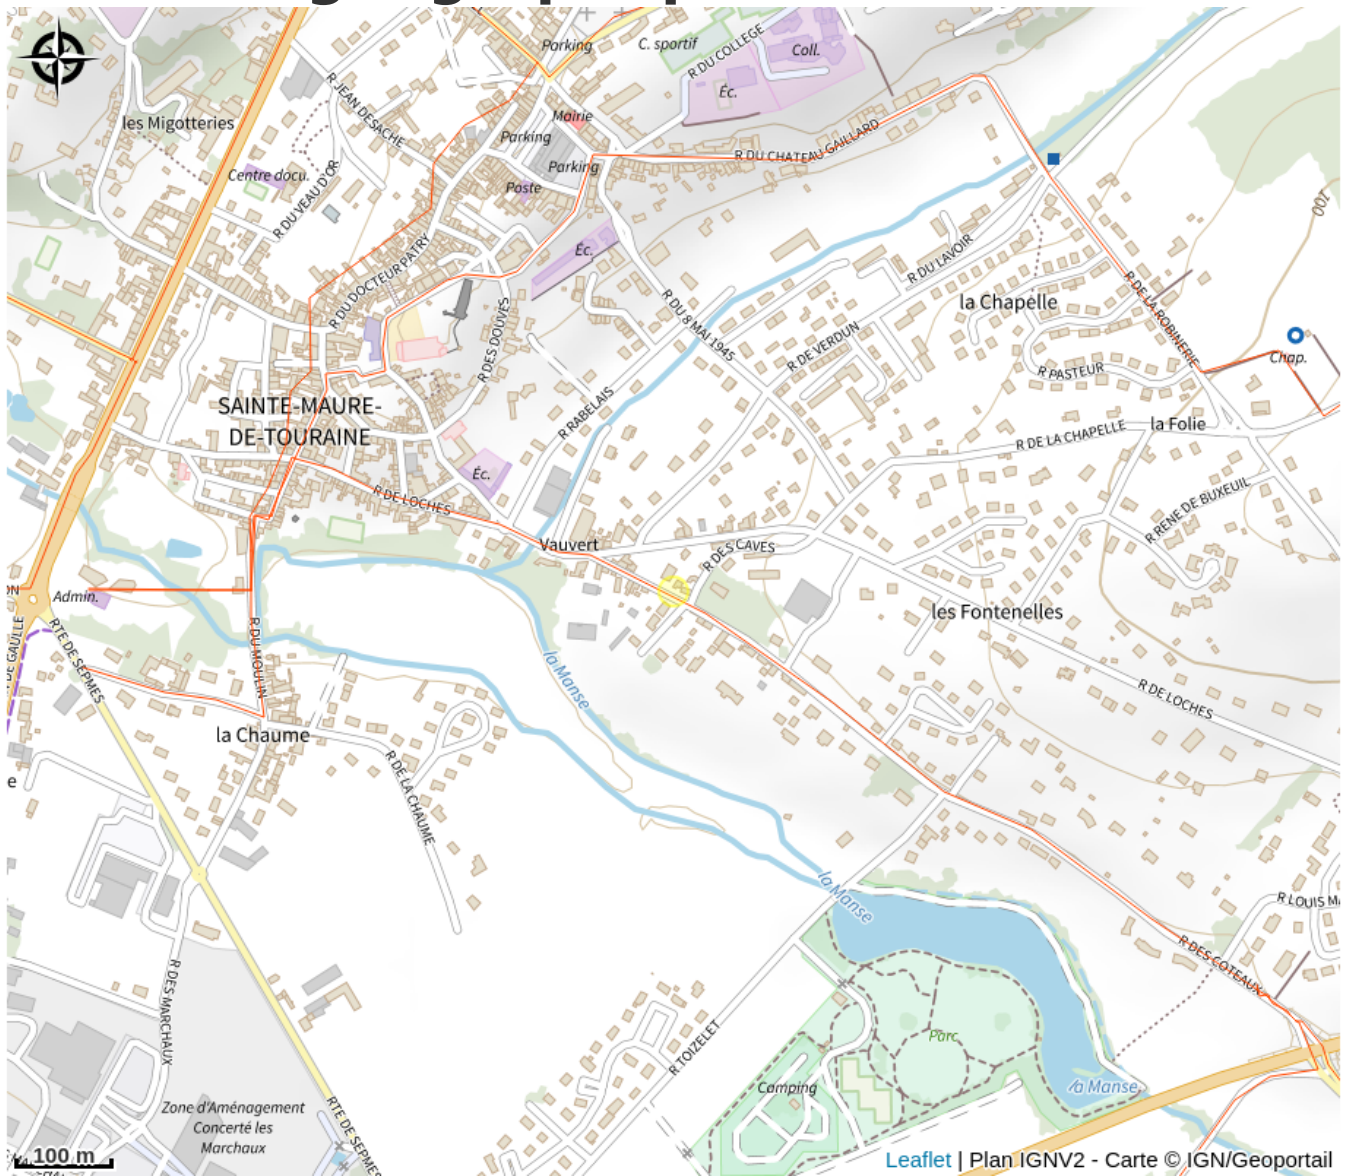 Parking
C. sportif
R DU COLLEGE
Coll.
Éc.
R JEAN DESACHE
les Migotteries
Mairie
Parking
R DU CHATEAU GAILLARD
Parking
Centre docu.
Poste
R DU VEAU D'OR
100
Éc.
R DU DOCTEUR PATRY
R DU LAVOIR
R DES DOUVES
R DU 8 MAI 1945
la Chapelle
R DE LA ROBINERIE
R DE VERDUN
Chap.
R PASTEUR
SAINTE-MAURE-
DE-TOURAINE
R RABELAIS
R DE LA CHAPELLE
la Folie
Éc.
R DE LOCHES
R RENE DE BUXEUIL
Vauvert
R DES CAVES
Admin.
les Fontenelles
DE GAULLE
RTE DE SEPMES
R DU MOULIN
la Manse
R DE LOCHES
la Chaume
e
R DE LA CHAUME
la Manse
R LOUIS MA
R DES COTEAUX
R DES MARCHAUX
R TOIZELET
Parc
Camping
la Manse
Zone d'Aménagement
Concerté les
Marchaux
RTE DE SEPMES
100 m
Leaflet | Plan IGNV2 - Carte © IGN/Geoportail